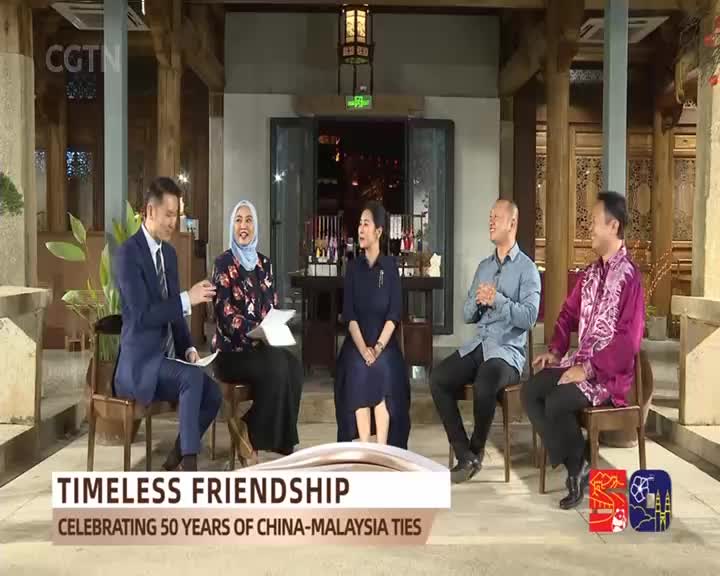 CGTN
TIMELESS FRIENDSHIP
CELEBRATING 50 YEARS OF CHINA-MALAYSIA TIES